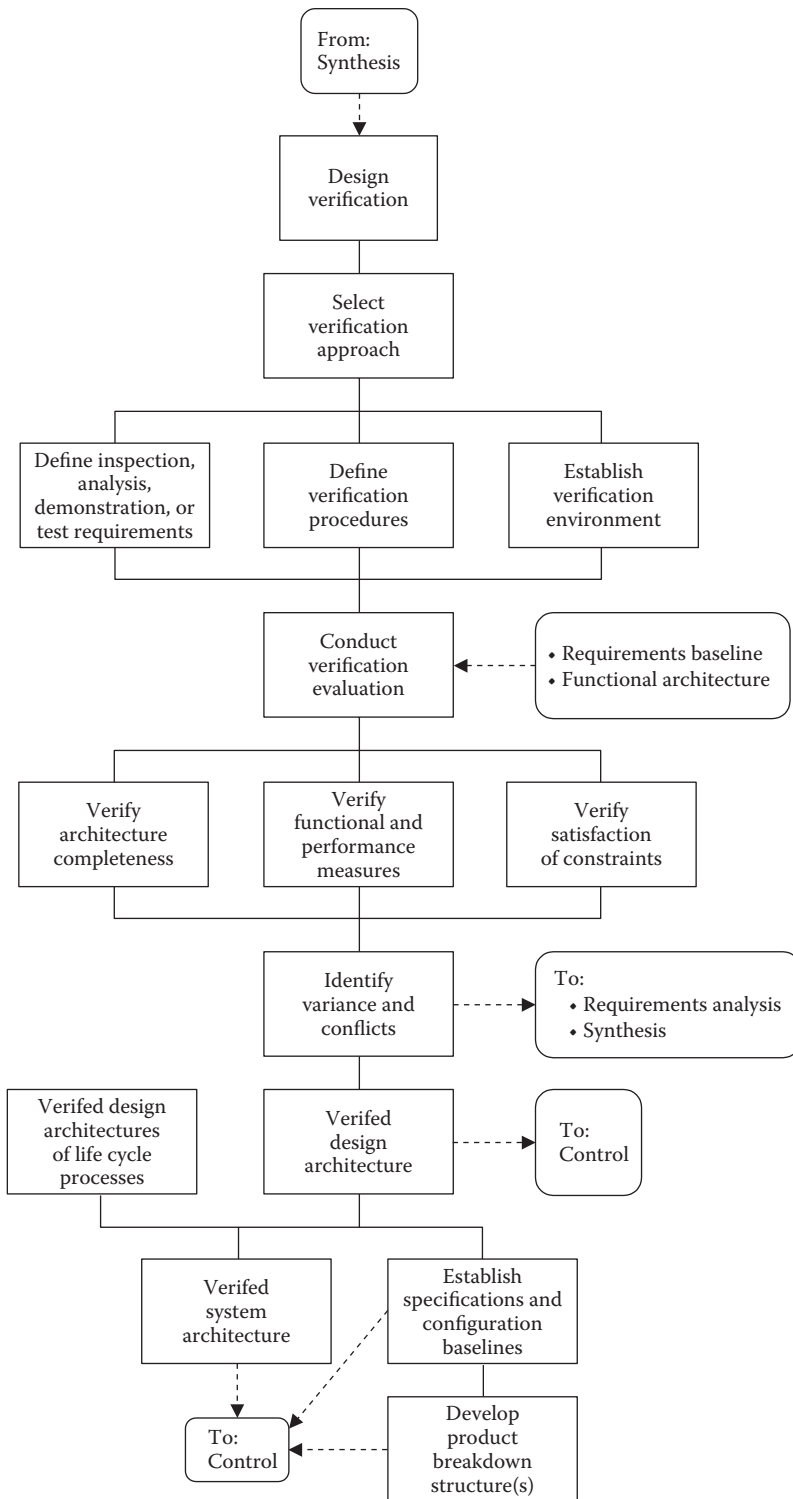 From:
Synthesis
Design
verification
Select
verification
approach
Define inspection,
analysis,
demonstration, or
test requirements
Define
verification
procedures
Establish
verification
environment
Conduct
verification
evaluation
• Requirements baseline
• Functional architecture
Verify
architecture
completeness
Verify
functional and
performance
measures
Verify
satisfaction
of constraints
Identify
variance and
conflicts
To:
• Requirements analysis
• Synthesis
Verifed design
architectures
of life cycle
processes
Verifed
design
architecture
To:
Control
Verifed
system
architecture
Establish
specifications and
configuration
baselines
To:
Control
Develop
product
breakdown
structure(s)